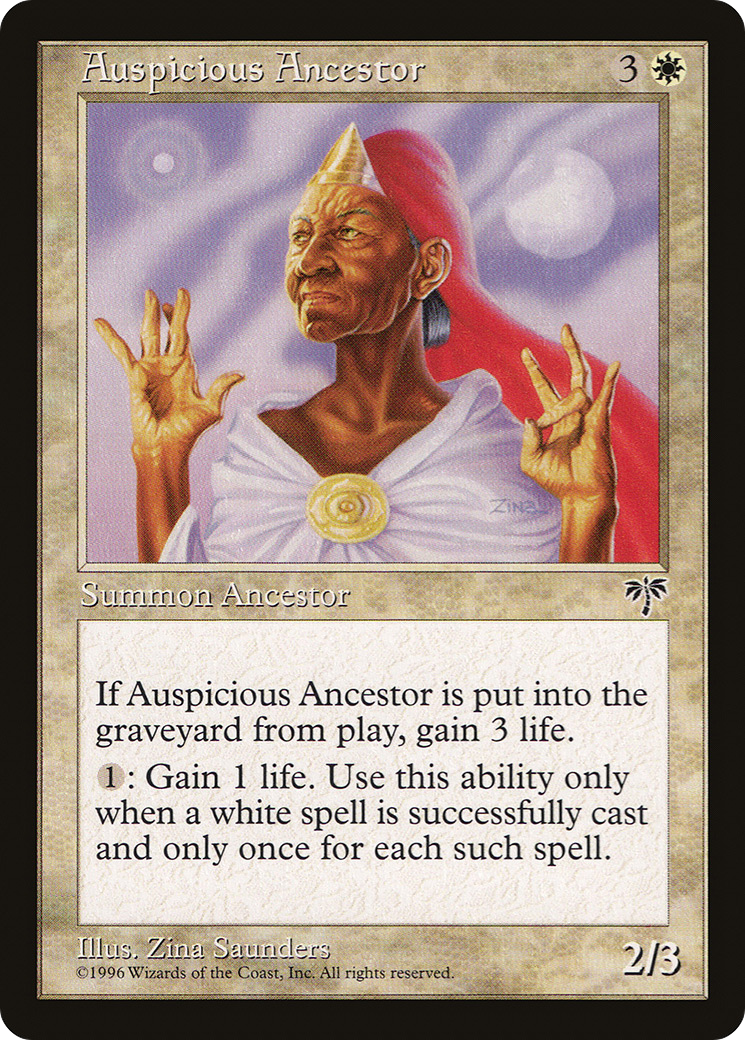 Auspicious Ancestor 3
Zina
Summon Ancestor
If Auspicious Ancestor is put into the
graveyard from play, gain 3 life.
1: Gain 1 life. Use this ability only
when a white spell is successfully cast
and only once for each such spell.
Illus. Zina Saunders
©1996 Wizards of the Coast, Inc. All rights reserved.
2/3